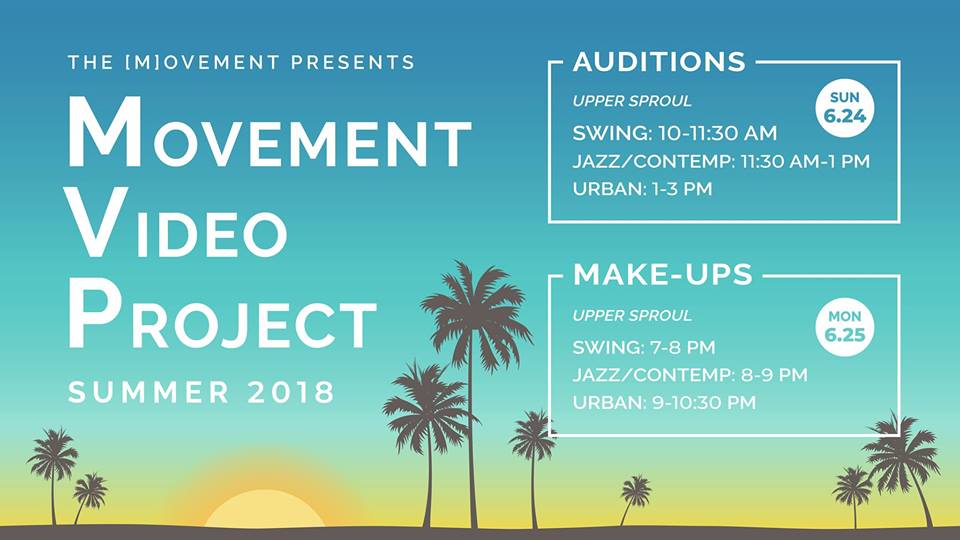 THE [M]OVEMENT PRESENTS
MOVEMENT
VIDEO
PROJECT
SUMMER 2018
AUDITIONS
SUN
6.24
UPPER SPROUL
SWING: 10-11:30 AM
JAZZ/CONTEMP: 11:30 AM-1 PM
URBAN: 1-3 PM
MAKE-UPS
MON
6.25
UPPER SPROUL
SWING: 7-8 PM
JAZZ/CONTEMP: 8-9 PM
URBAN: 9-10:30 PM